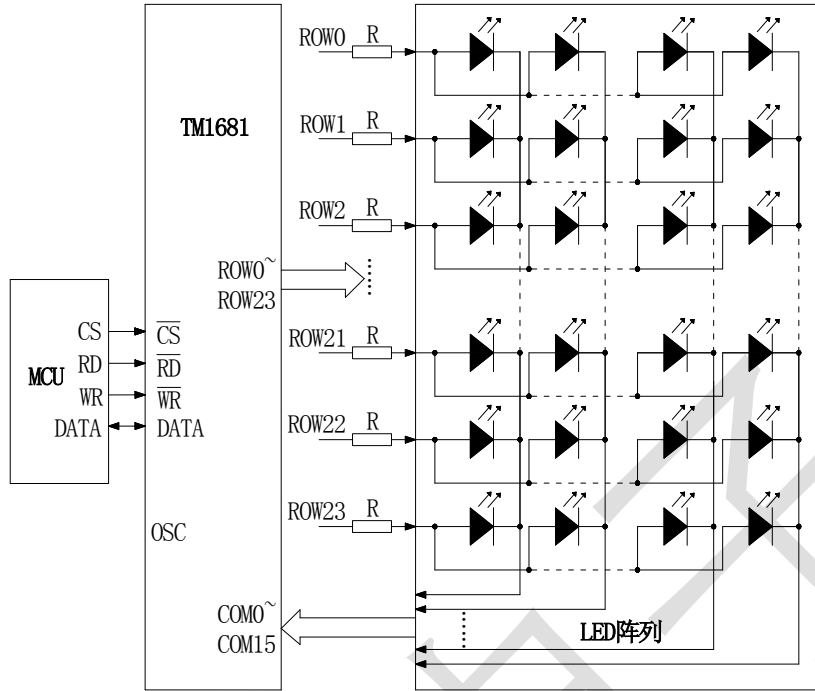 TM1681
ROW0 R
ROW1 R
ROW2 R
ROW0~
ROW23
ROW21 R
ROW22 R
ROW23 R
MCU
CS
RD
WR
DATA
CS
RD
WR
DATA
OSC
COM0~
COM15
LED阵列